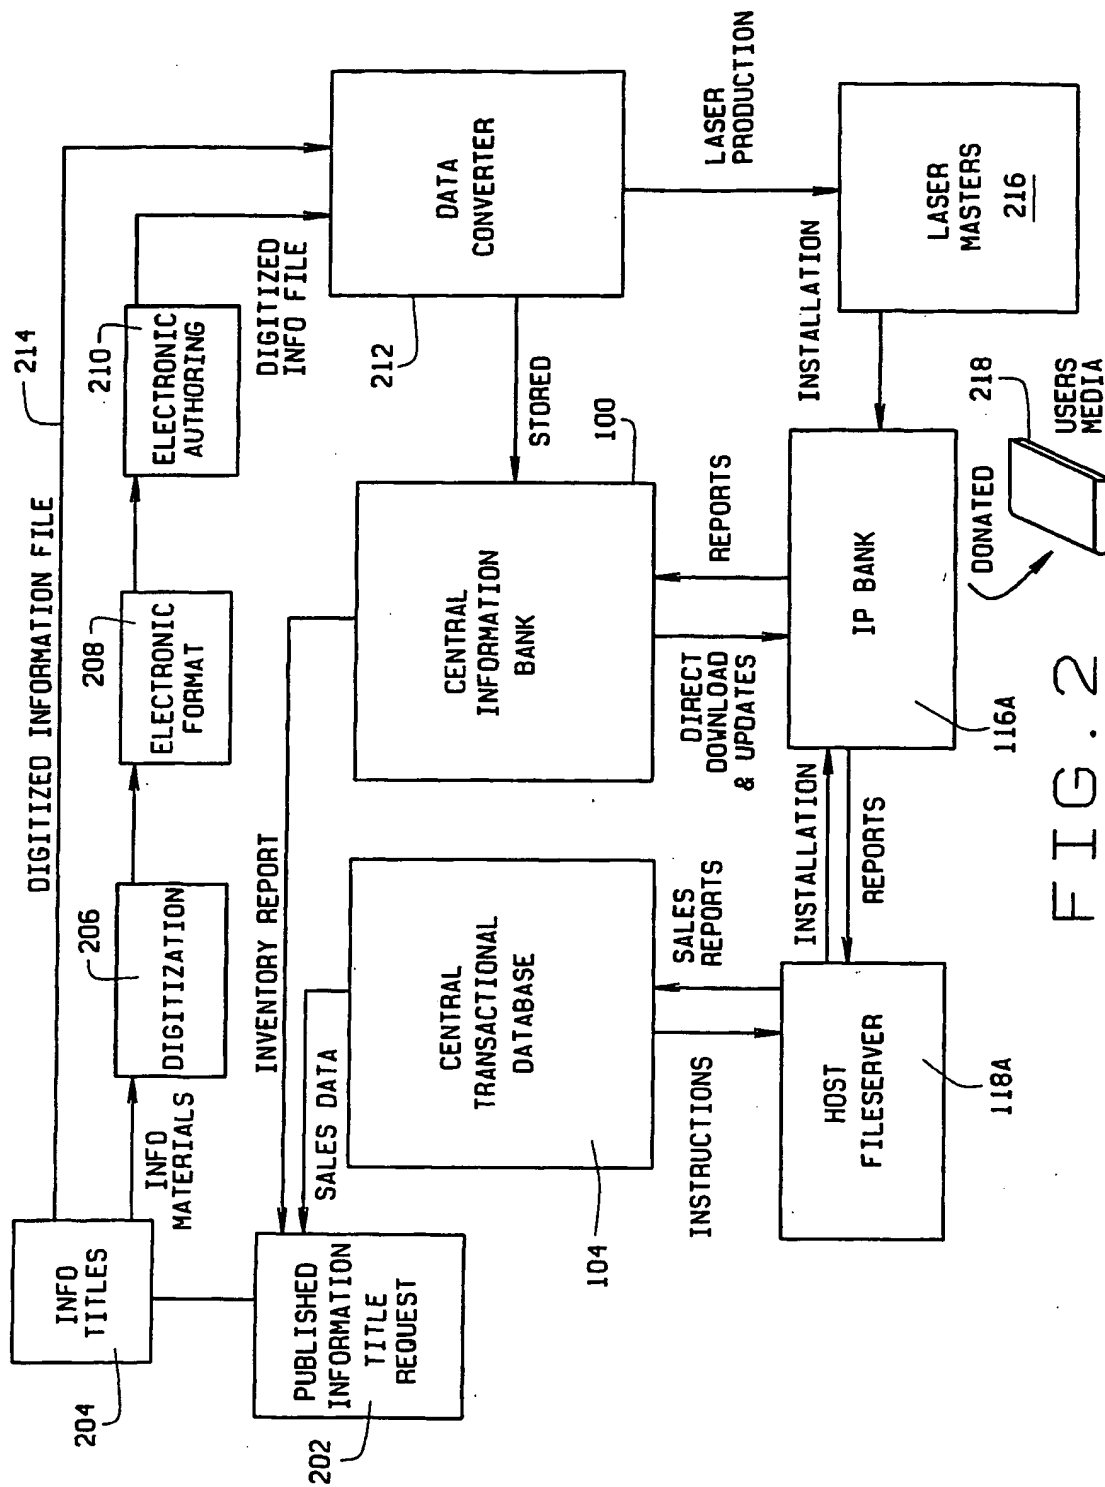 DIGITIZED INFORMATION FILE
214
INFO
TITLES
204
INFO
MATERIALS
206
DIGITIZATION
208
ELECTRONIC
FORMAT
210
ELECTRONIC
AUTHORING
DIGITIZED
INFO FILE
PUBLISHED
INFORMATION
TITLE
REQUEST
202
INVENTORY REPORT
SALES DATA
CENTRAL
TRANSACTIONAL
DATABASE
104
CENTRAL
INFORMATION
BANK
100
STORED
DATA
CONVERTER
212
INSTRUCTIONS
SALES
REPORTS
DIRECT
DOWNLOAD
& UPDATES
REPORTS
LASER
PRODUCTION
HOST
FILESERVER
118A
INSTALLATION
REPORTS
IP BANK
116A
INSTALLATION
LASER
MASTERS
216
DONATED
218
USERS
MEDIA
FIG. 2